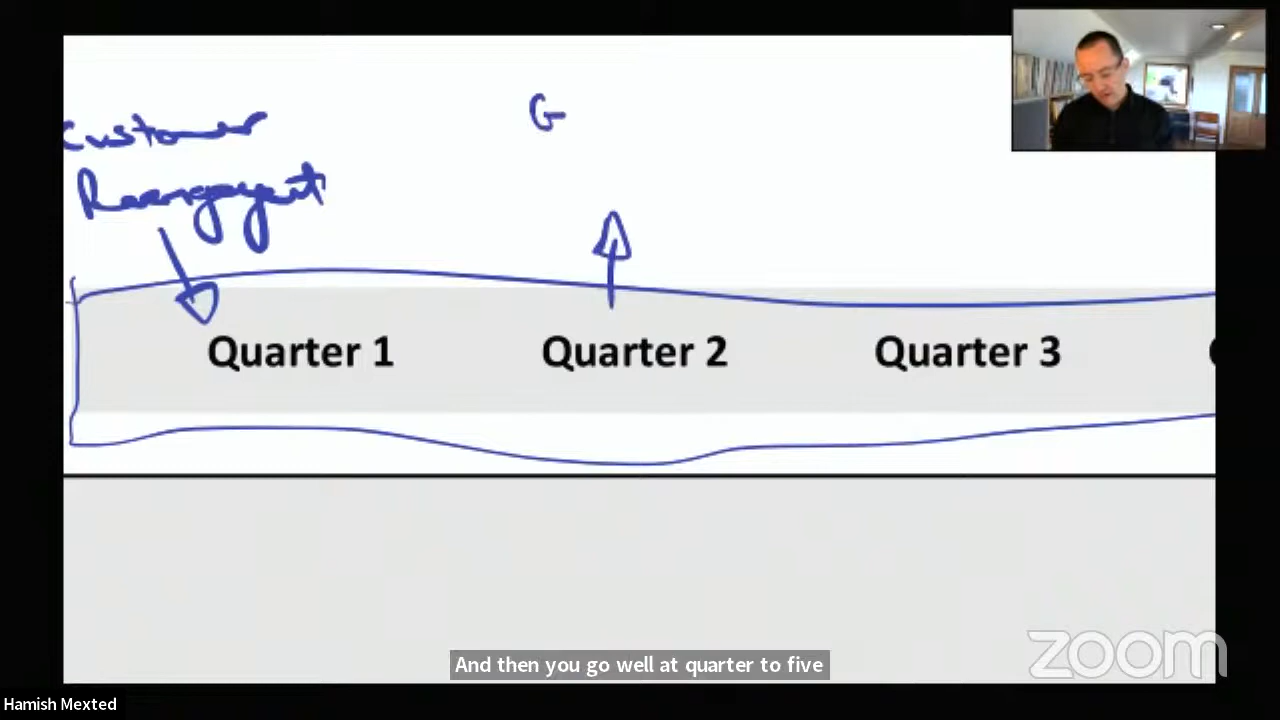 Customer
Reengagement
G
Quarter 1 Quarter 2 Quarter 3
And then you go well at quarter to five
zoom
Hamish Mexted